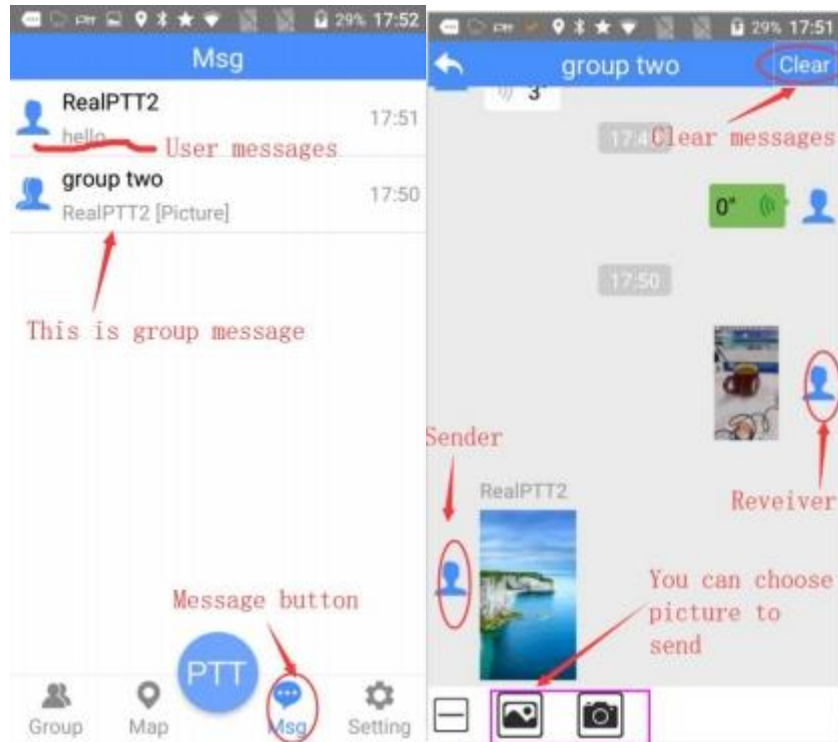 PTT
29% 17:52
Msg
RealPTT2
17:51
hello
User messages
group two
17:50
RealPTT2 [Picture]
This is group message
Message button
PTT
Group
Map
Msg
Setting
PTT
29% 17:51
group two
Clear
3"
Clear messages
0"
17:50
Sender
RealPTT2
Reveiver
You can choose
picture to
send